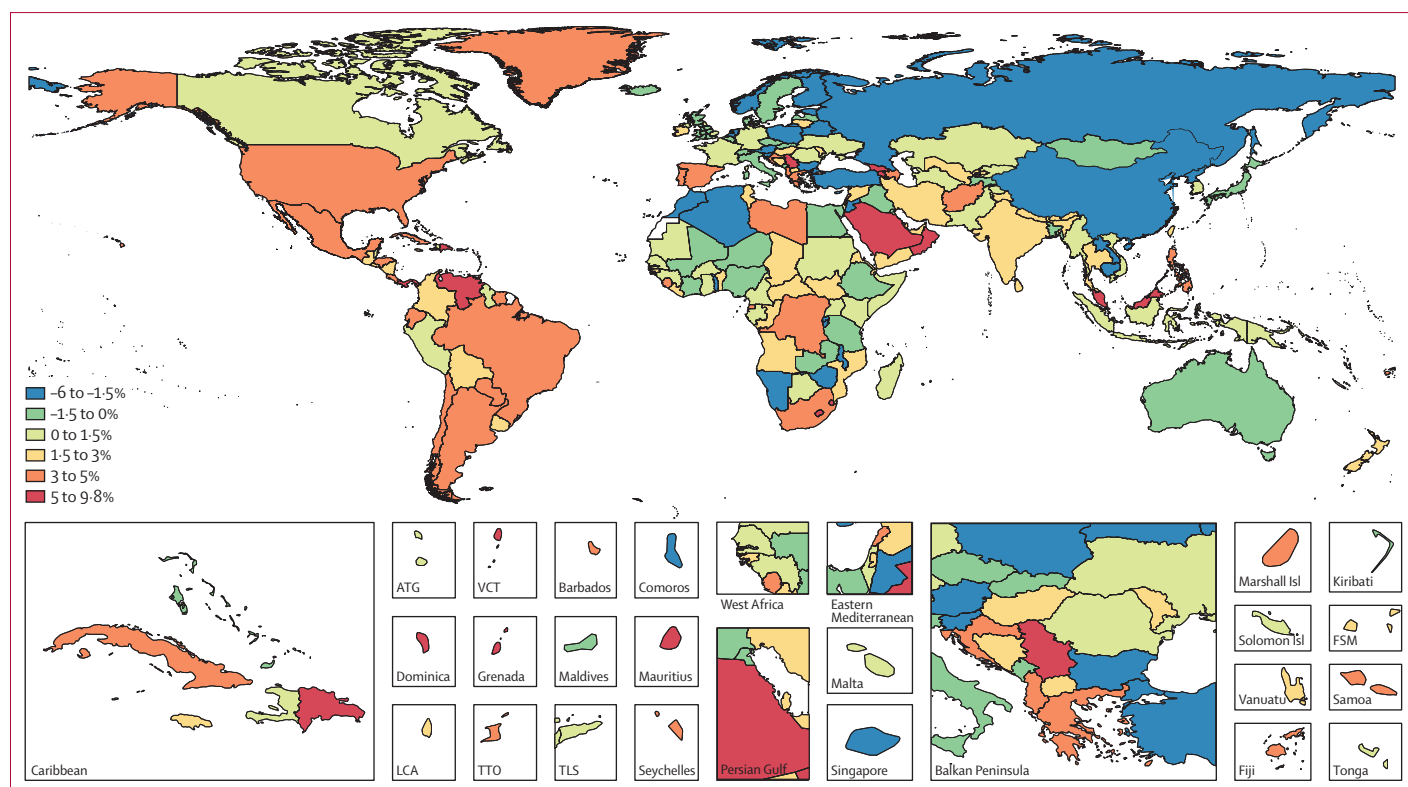 –6 to –1·5%
–1·5 to 0%
0 to 1·5%
1·5 to 3%
3 to 5%
5 to 9·8%
Caribbean
ATG
VCT
Barbados
Comoros
West Africa
Eastern
Mediterranean
Dominica
Grenada
Maldives
Mauritius
Malta
LCA
TTO
TLS
Seychelles
Persian Gulf
Singapore
Balkan Peninsula
Marshall Isl
Kiribati
Solomon Isl
FSM
Vanuatu
Samoa
Fiji
Tonga